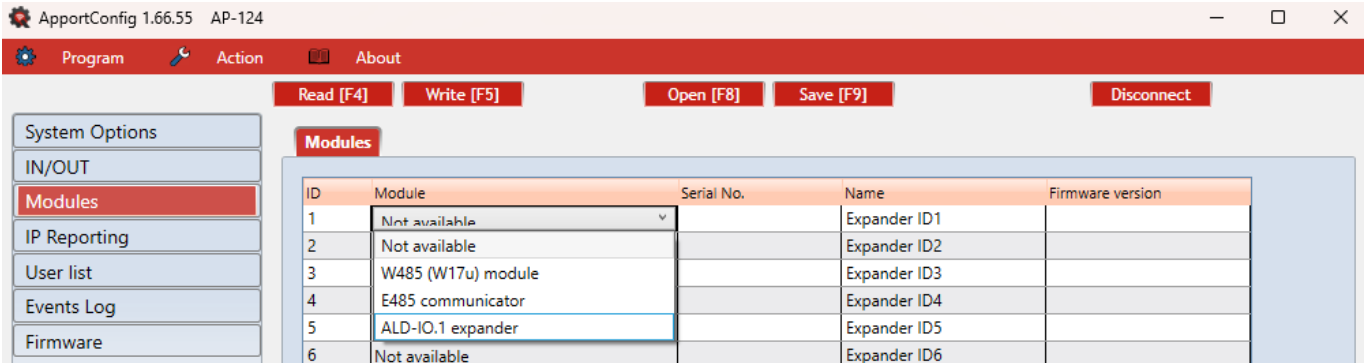 ApportConfig 1.66.55 AP-124
Program Action About
Read [F4] Write [F5] Open [F8] Save [F9] Disconnect
System Options
IN/OUT
Modules
IP Reporting
User list
Events Log
Firmware
Modules
ID Module Serial No. Name Firmware version
1 Not available Expander ID1
2 Not available Expander ID2
3 W485 (W17u) module Expander ID3
4 E485 communicator Expander ID4
5 ALD-IO.1 expander Expander ID5
6 Not available Expander ID6